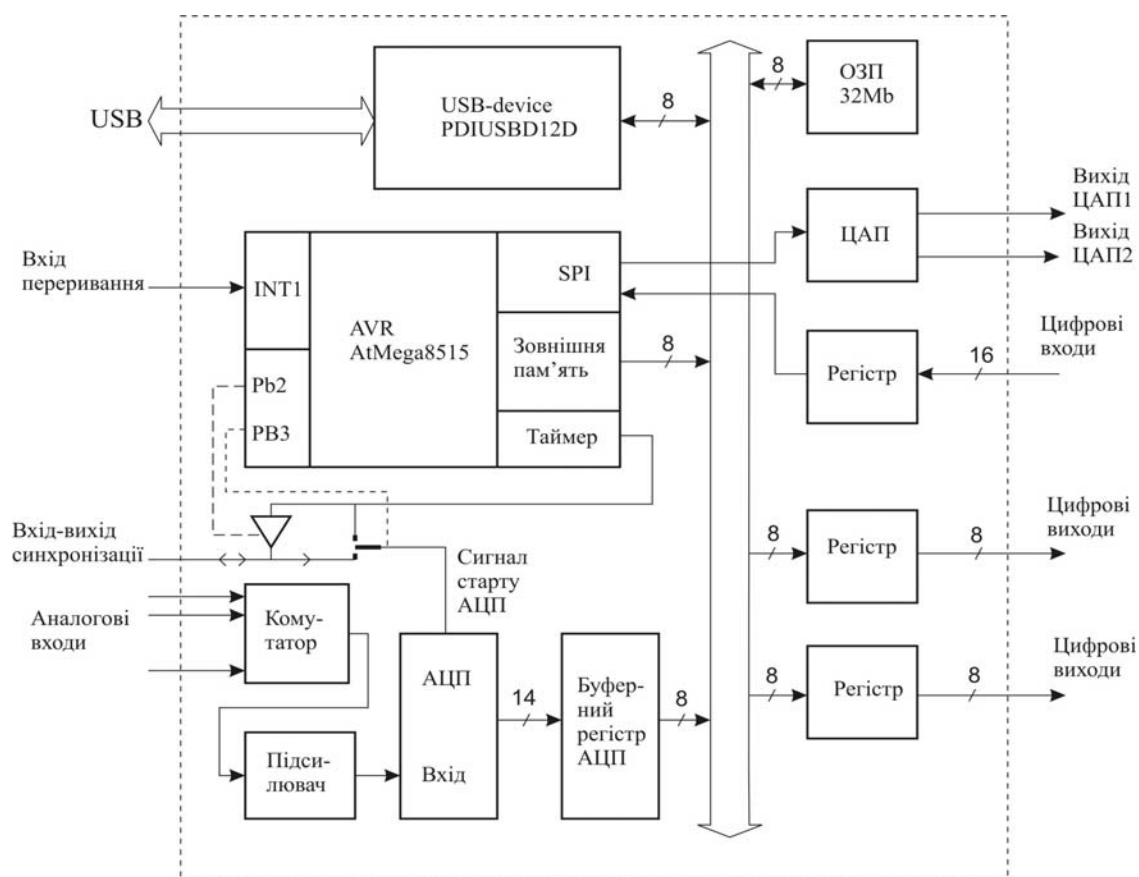 USB
USB-device
PDIUSBD12D
8
8
ОЗП
32Mb
Вхід
переривання
INT1
Pb2
PB3
AVR
AtMega8515
SPI
Зовнішня
пам’ять
Таймер
8
ЦАП
Вихід
ЦАП1
Вихід
ЦАП2
Регістр
16
Цифрові
входи
Вхід-вихід
синхронізації
Сигнал
старту
АЦП
Аналогові
входи
Кому-
татор
Підси-
лювач
АЦП
Вхід
14
Буфер-
ний
регістр
АЦП
8
8
Регістр
8
Цифрові
виходи
8
Регістр
8
Цифрові
виходи